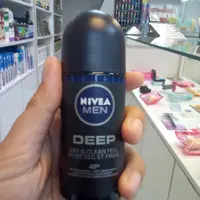 NIVEA
MEN
DEEP
DRY & CLEAN FEEL
EFFET SEC ET FRAIS
48H